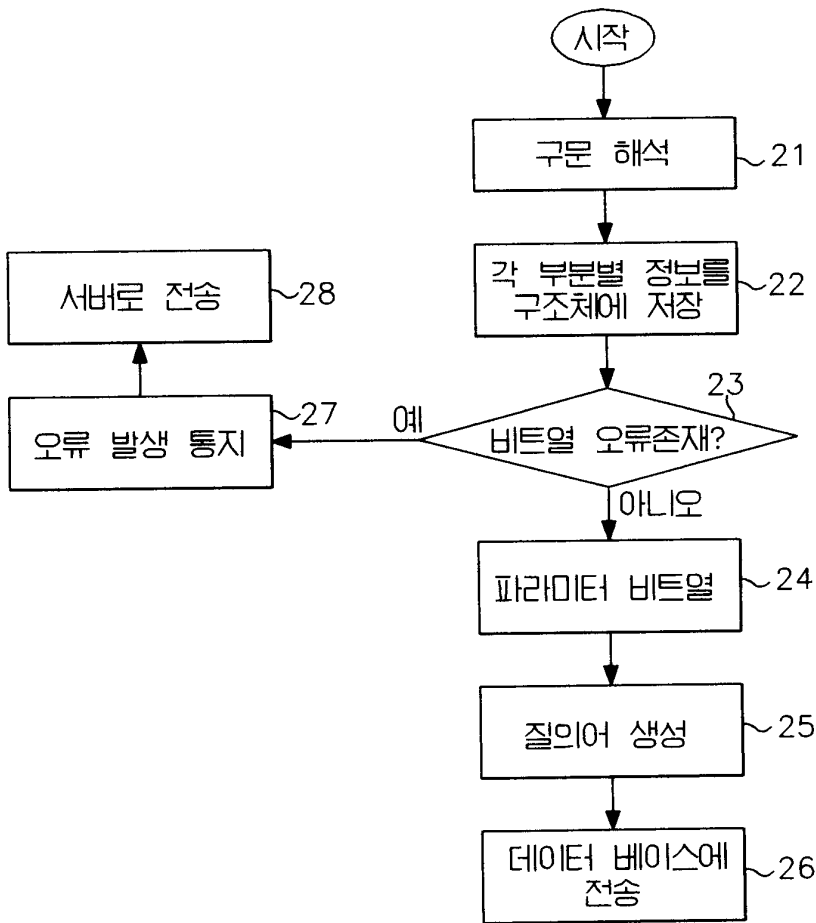 시작
구문 해석
21
각 부분별 정보를
구조체에 저장
22
서버로 전송
28
23
비트열 오류존재?
예
오류 발생 통지
27
아니오
파라미터 비트열
24
질의어 생성
25
데이터 베이스에
전송
26